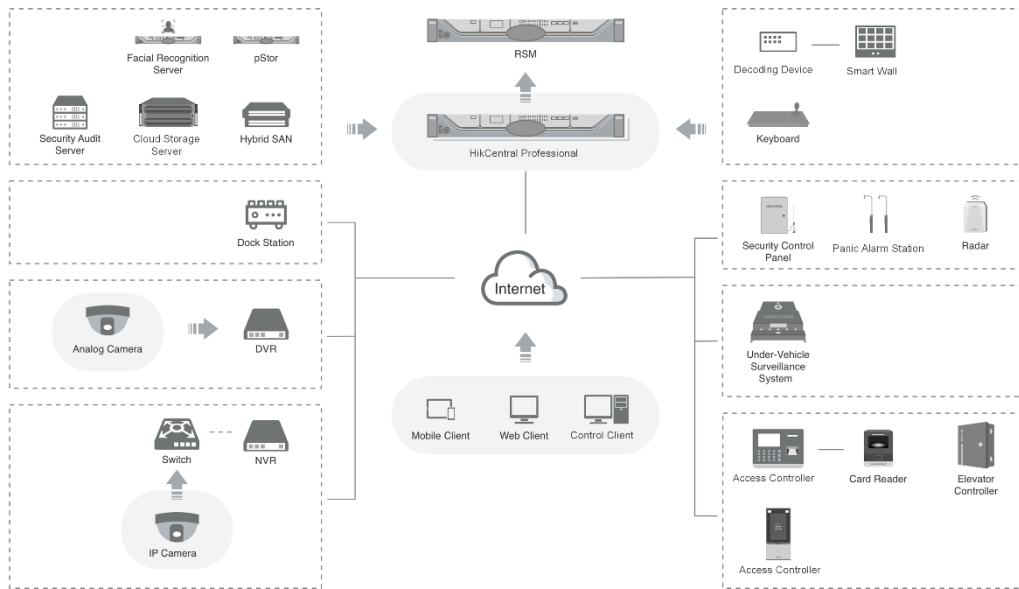 Facial Recognition
Server
pStor
Security Audit
Server
Cloud Storage
Server
Hybrid SAN
RSM
HikCentral Professional
Decoding Device
Smart Wall
Keyboard
Dock Station
Security Control
Panel
Panic Alarm Station
Radar
Internet
Analog Camera
DVR
Under-Vehicle
Surveillance
System
Mobile Client
Web Client
Control Client
Switch
NVR
IP Camera
Access Controller
Card Reader
Elevator
Controller
Access Controller